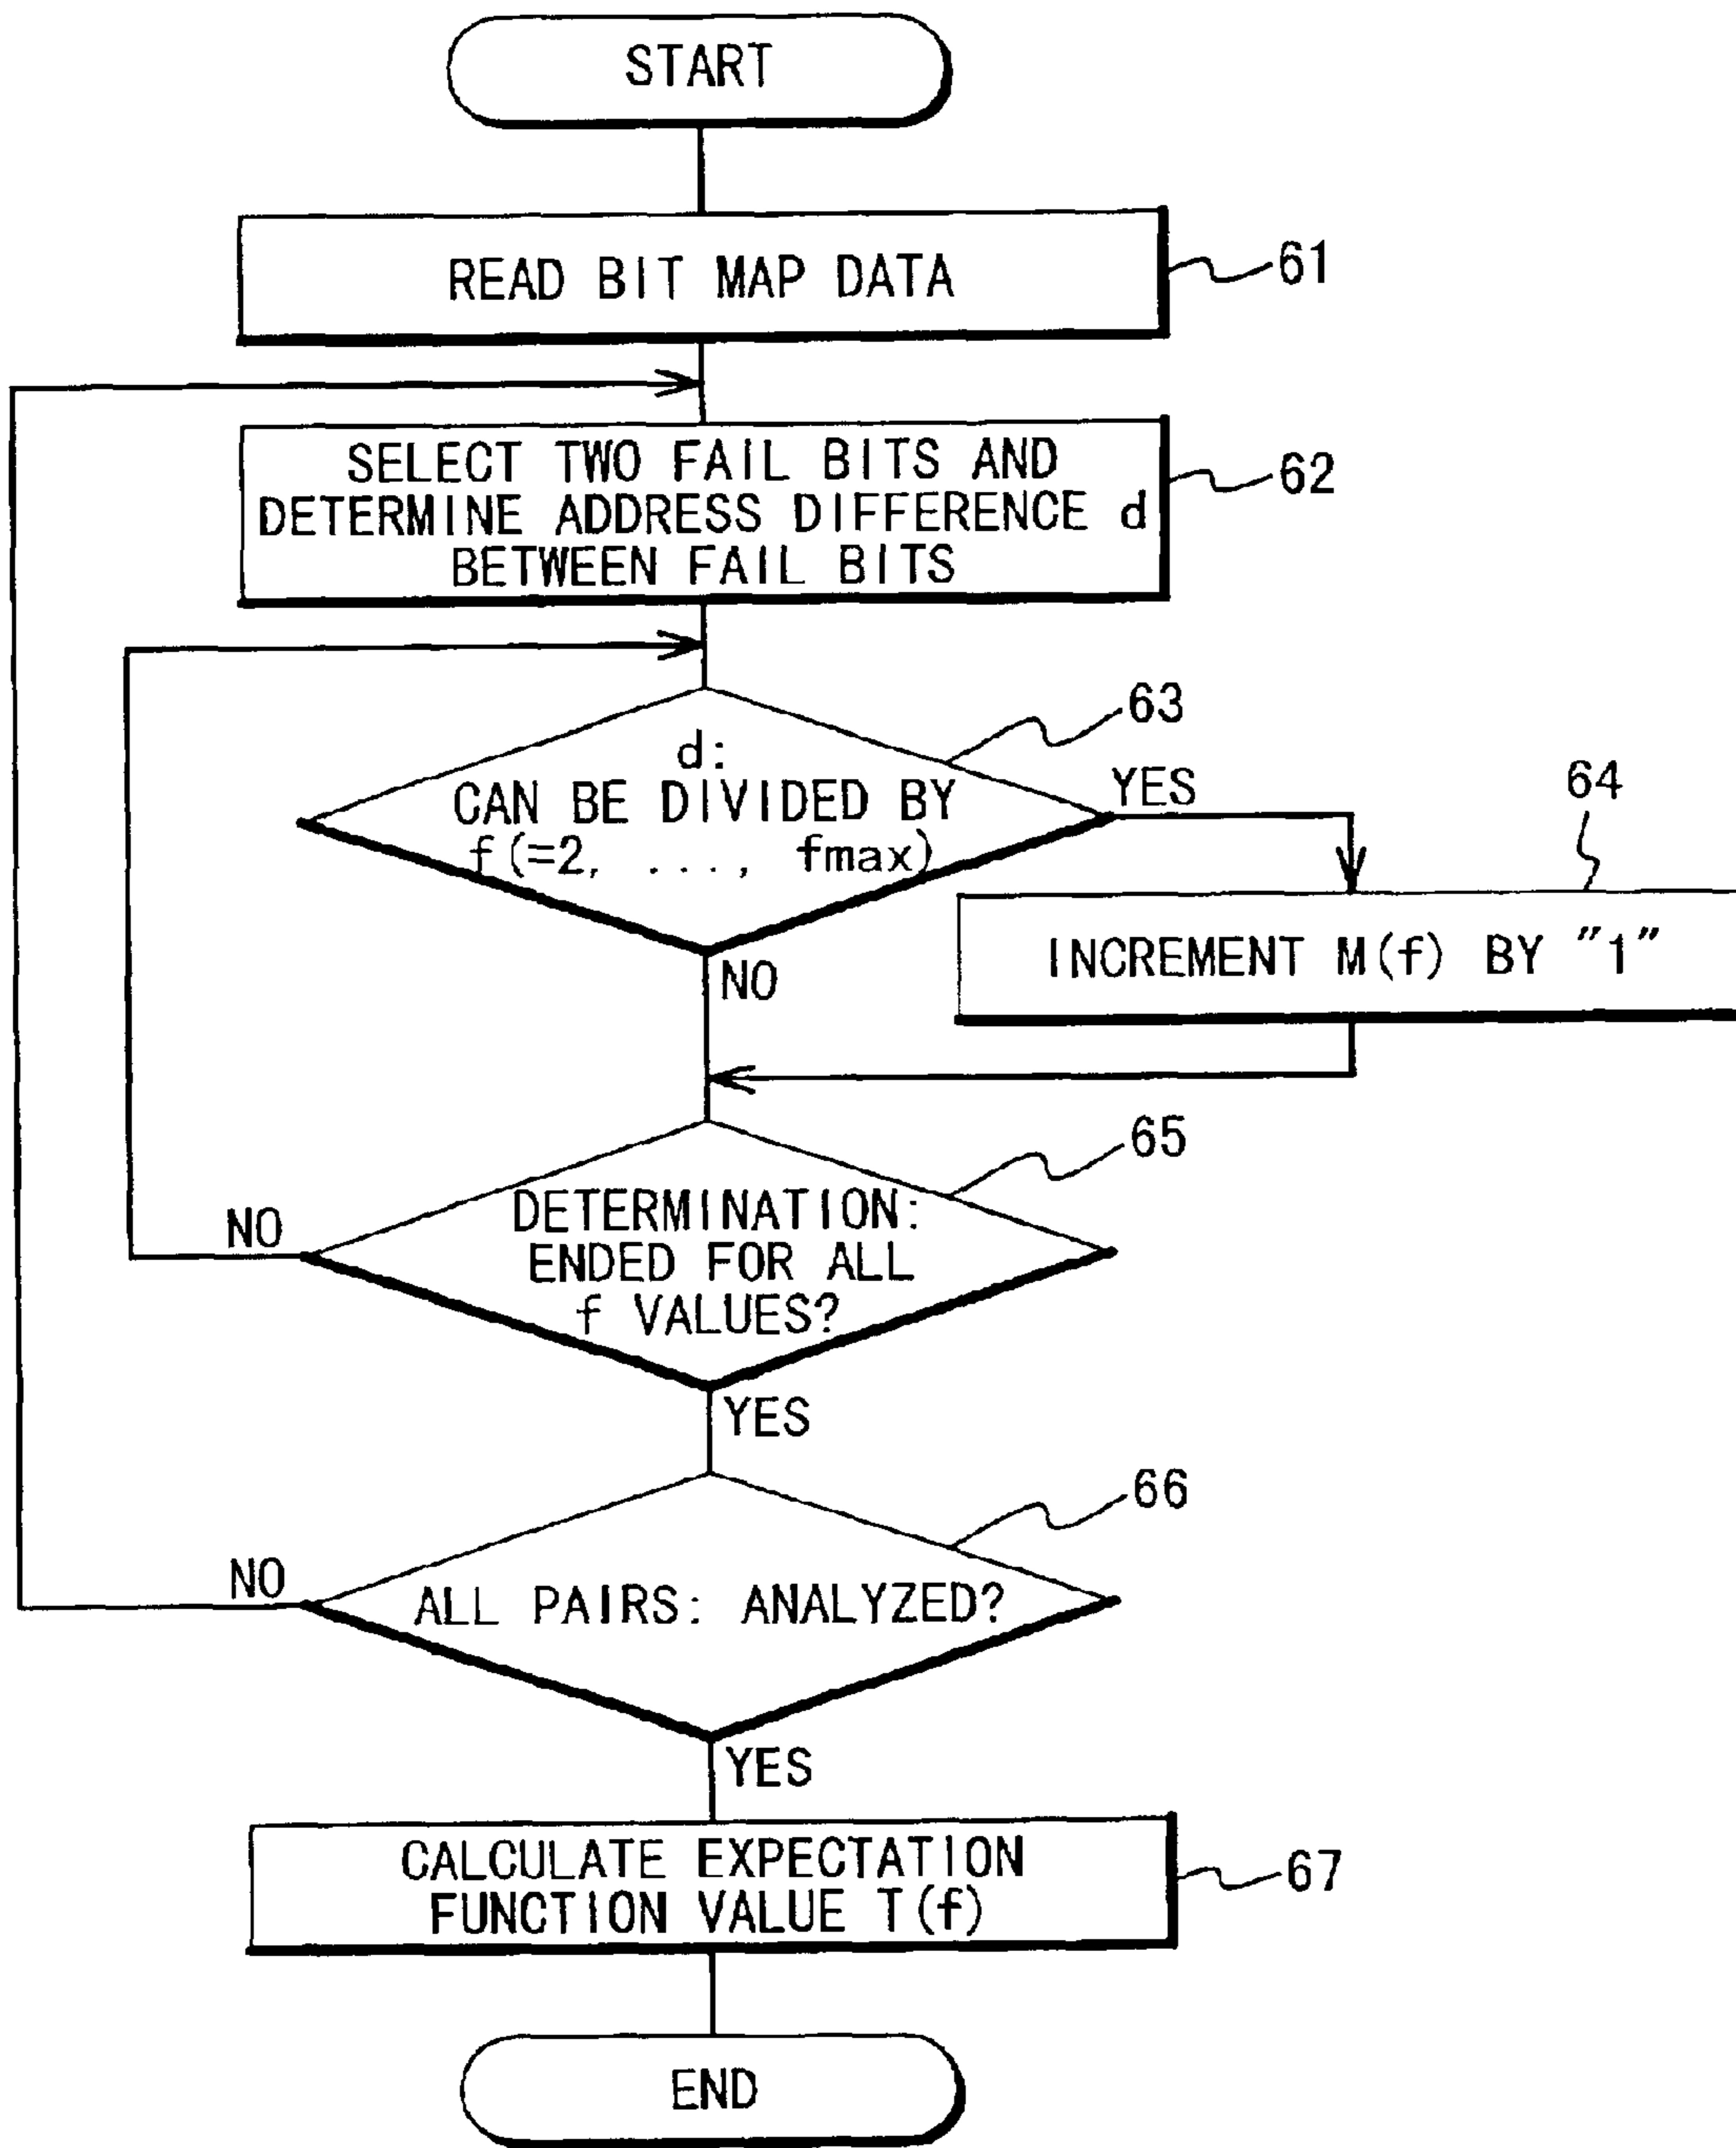 START
READ BIT MAP DATA
61
SELECT TWO FAIL BITS AND
DETERMINE ADDRESS DIFFERENCE d
BETWEEN FAIL BITS
62
63
d:
CAN BE DIVIDED BY
f(=2, ..., fmax)
YES
NO
64
INCREMENT M(f) BY "1"
65
DETERMINATION:
ENDED FOR ALL
f VALUES?
NO
YES
66
ALL PAIRS: ANALYZED?
NO
YES
CALCULATE EXPECTATION
FUNCTION VALUE T(f)
67
END